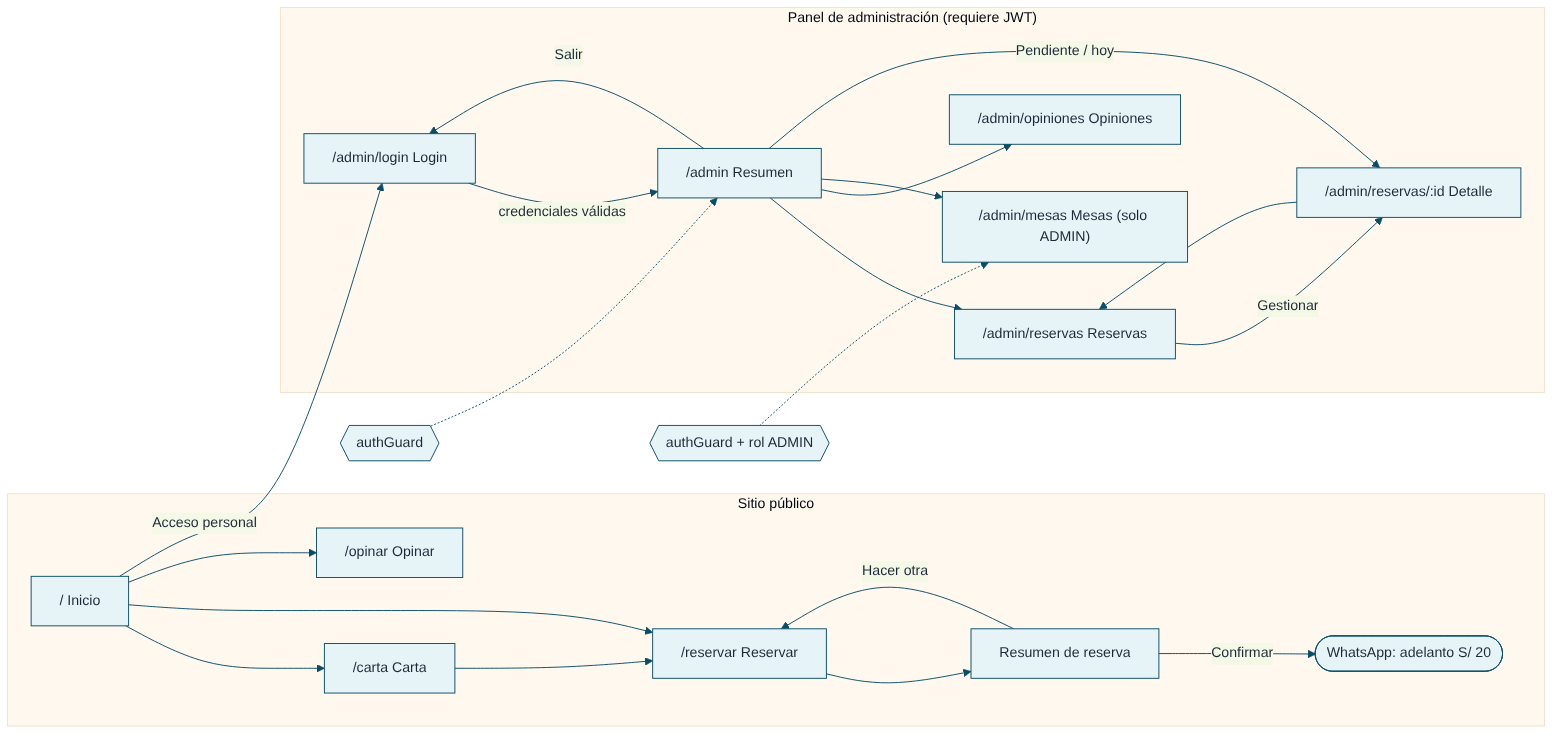 Panel de administración (requiere JWT)
Salir
Pendiente / hoy
/admin/opiniones Opiniones
/admin/login Login
/admin Resumen
/admin/reservas/:id Detalle
credenciales válidas
/admin/mesas Mesas (solo
ADMIN)
Gestionar
/admin/reservas Reservas
authGuard
authGuard + rol ADMIN
Sitio público
Acceso personal
/opinar Opinar
Hacer otra
/ Inicio
/reservar Reservar
Resumen de reserva
Confirmar
WhatsApp: adelanto S/ 20
/carta Carta